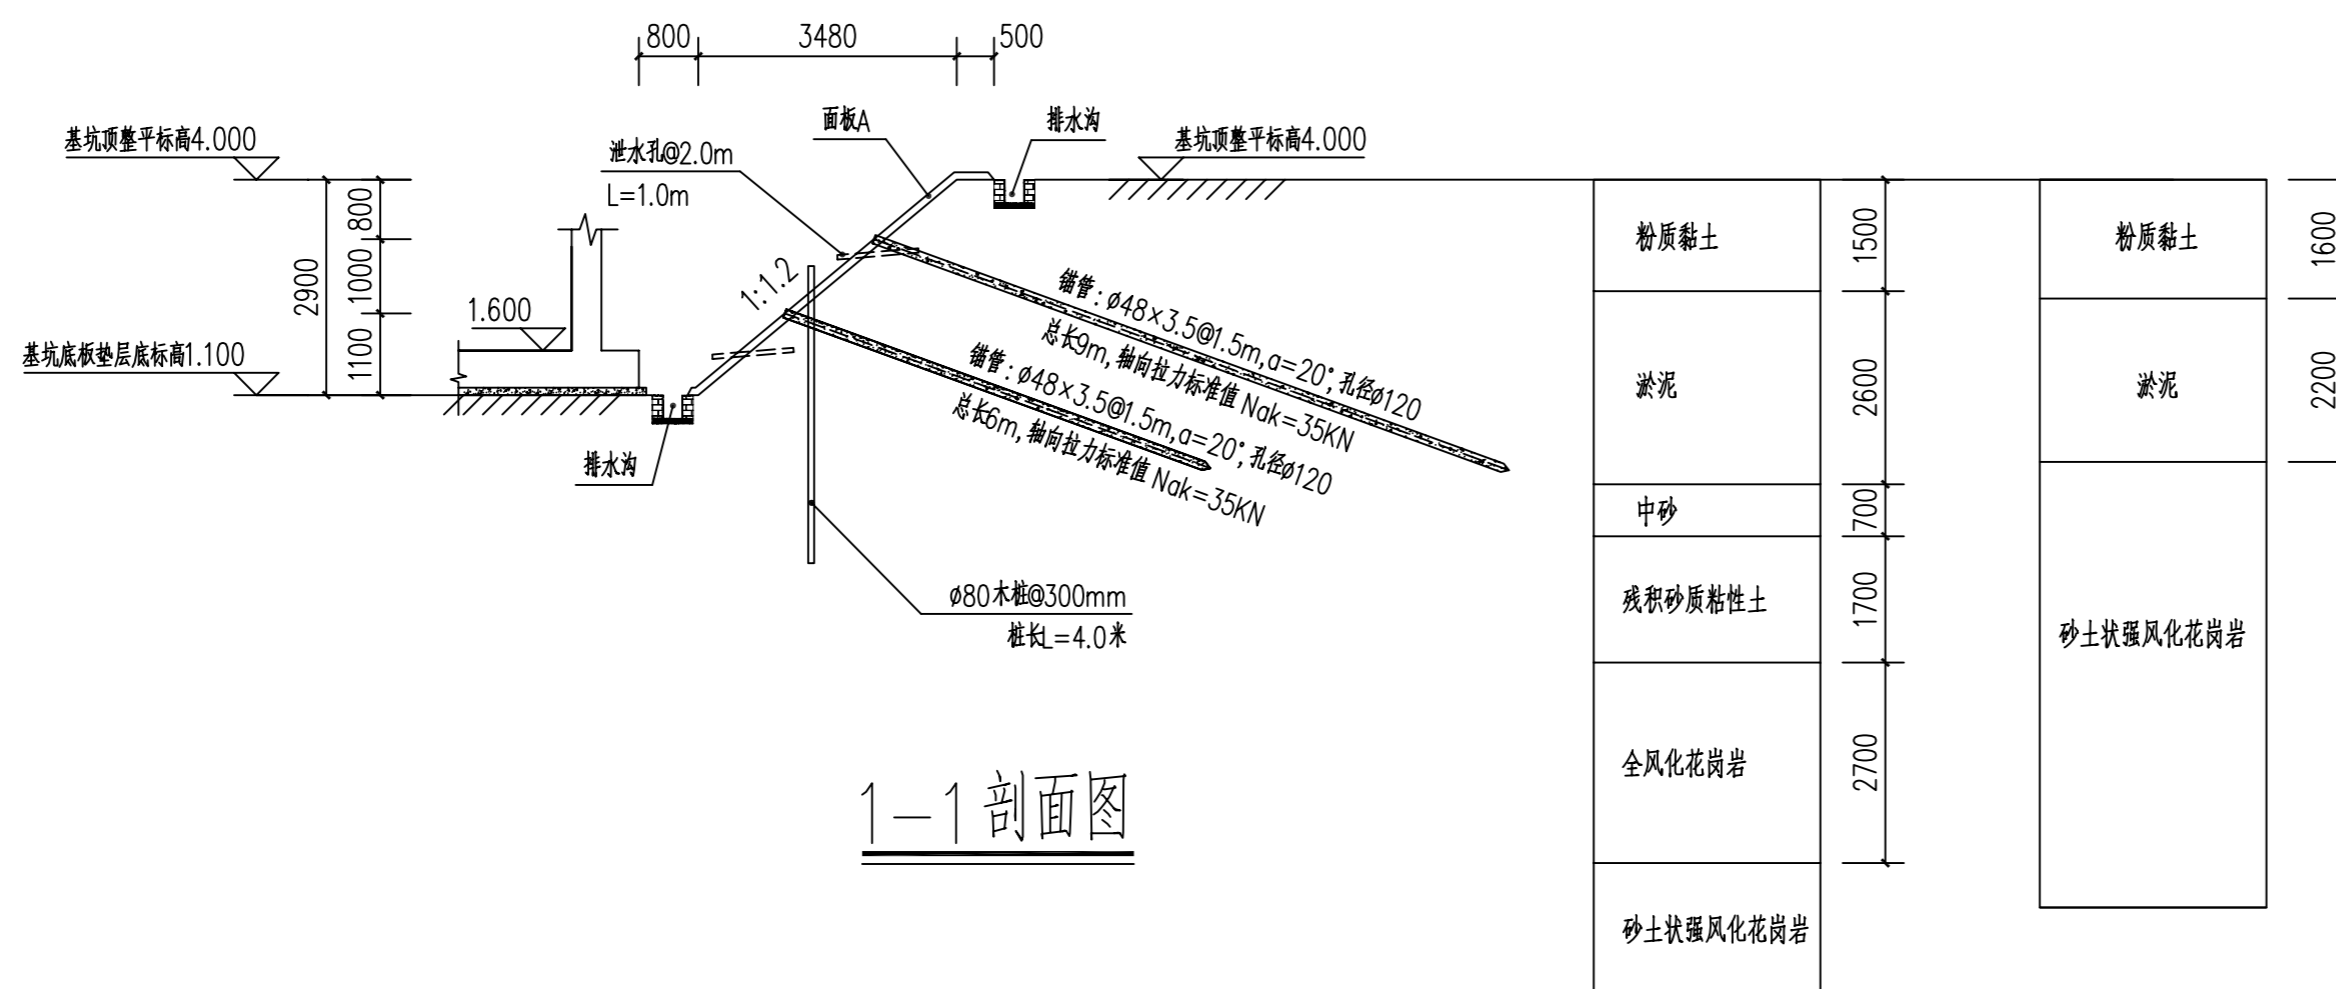 800
3480
500
基坑顶整平标高4.000
泄水孔@2.0m
L=1.0m
面板A
排水沟
基坑顶整平标高4.000
2900
800
1000
1100
1.600
1:1.2
基坑底板垫层底标高1.100
排水沟
锚管:ø48×3.5@1.5m,a=20°,孔径ø120
总长9m,轴向拉力标准值Nak=35KN
锚管:ø48×3.5@1.5m,a=20°,孔径ø120
总长6m,轴向拉力标准值Nak=35KN
ø80木桩@300mm
桩长L=4.0米
1-1剖面图
粉质黏土
1500
淤泥
2600
中砂
700
残积砂质粘性土
1700
全风化花岗岩
2700
砂土状强风化花岗岩
粉质黏土
1600
淤泥
2200
砂土状强风化花岗岩